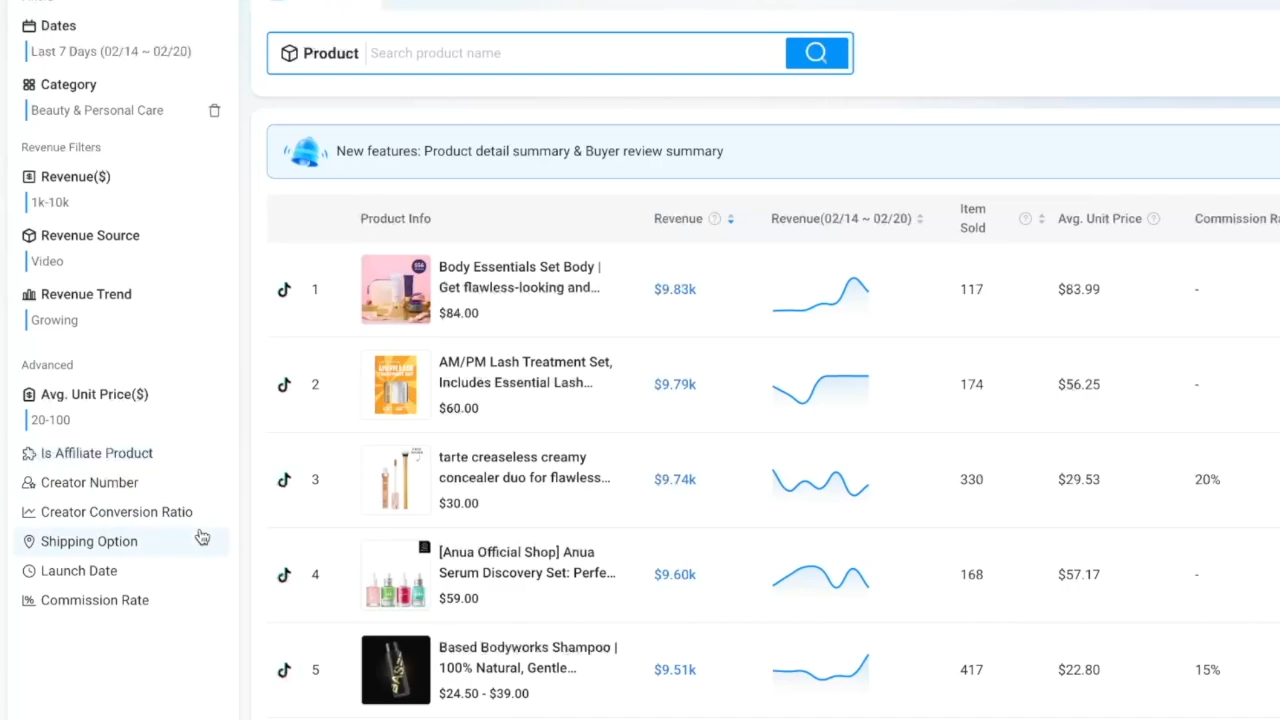 Dates
Last 7 Days (02/14 ~ 02/20)
Category
Beauty & Personal Care
Revenue Filters
Revenue($)
1k-10k
Revenue Source
Video
Revenue Trend
Growing
Advanced
Avg. Unit Price($)
20-100
Is Affiliate Product
Creator Number
Creator Conversion Ratio
Shipping Option
Launch Date
Commission Rate
Product
Search product name
New features: Product detail summary & Buyer review summary
Product Info
Revenue
Revenue(02/14 ~ 02/20)
Item
Sold
Avg. Unit Price
Commission Ra
1
Body Essentials Set Body |
Get flawless-looking and...
$84.00
$9.83k
117
$83.99
-
2
AM/PM Lash Treatment Set,
Includes Essential Lash...
$60.00
$9.79k
174
$56.25
-
3
tarte creaseless creamy
concealer duo for flawless...
$30.00
$9.74k
330
$29.53
20%
4
[Anua Official Shop] Anua
Serum Discovery Set: Perfe...
$59.00
$9.60k
168
$57.17
-
5
Based Bodyworks Shampoo |
100% Natural, Gentle...
$24.50 - $39.00
$9.51k
417
$22.80
15%